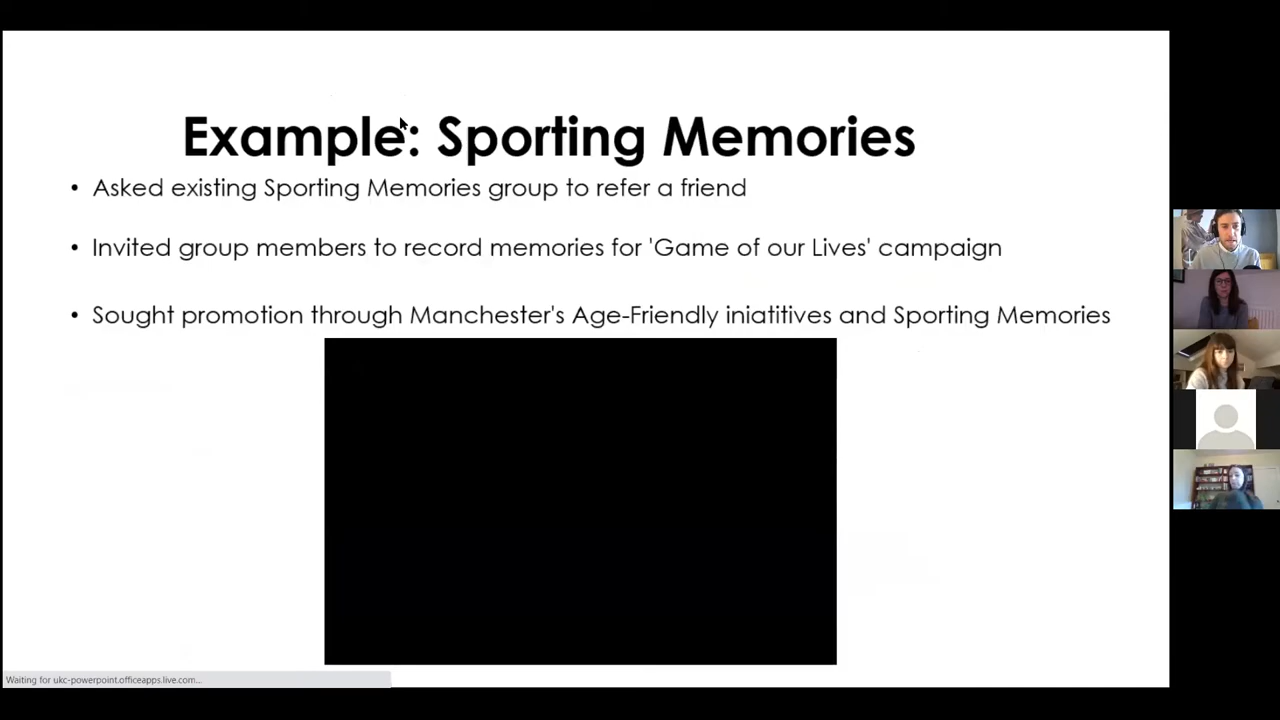 Example: Sporting Memories
• Asked existing Sporting Memories group to refer a friend
• Invited group members to record memories for 'Game of our Lives' campaign
• Sought promotion through Manchester's Age-Friendly iniatitives and Sporting Memories
Waiting for ukc-powerpoint.officeapps.live.com...